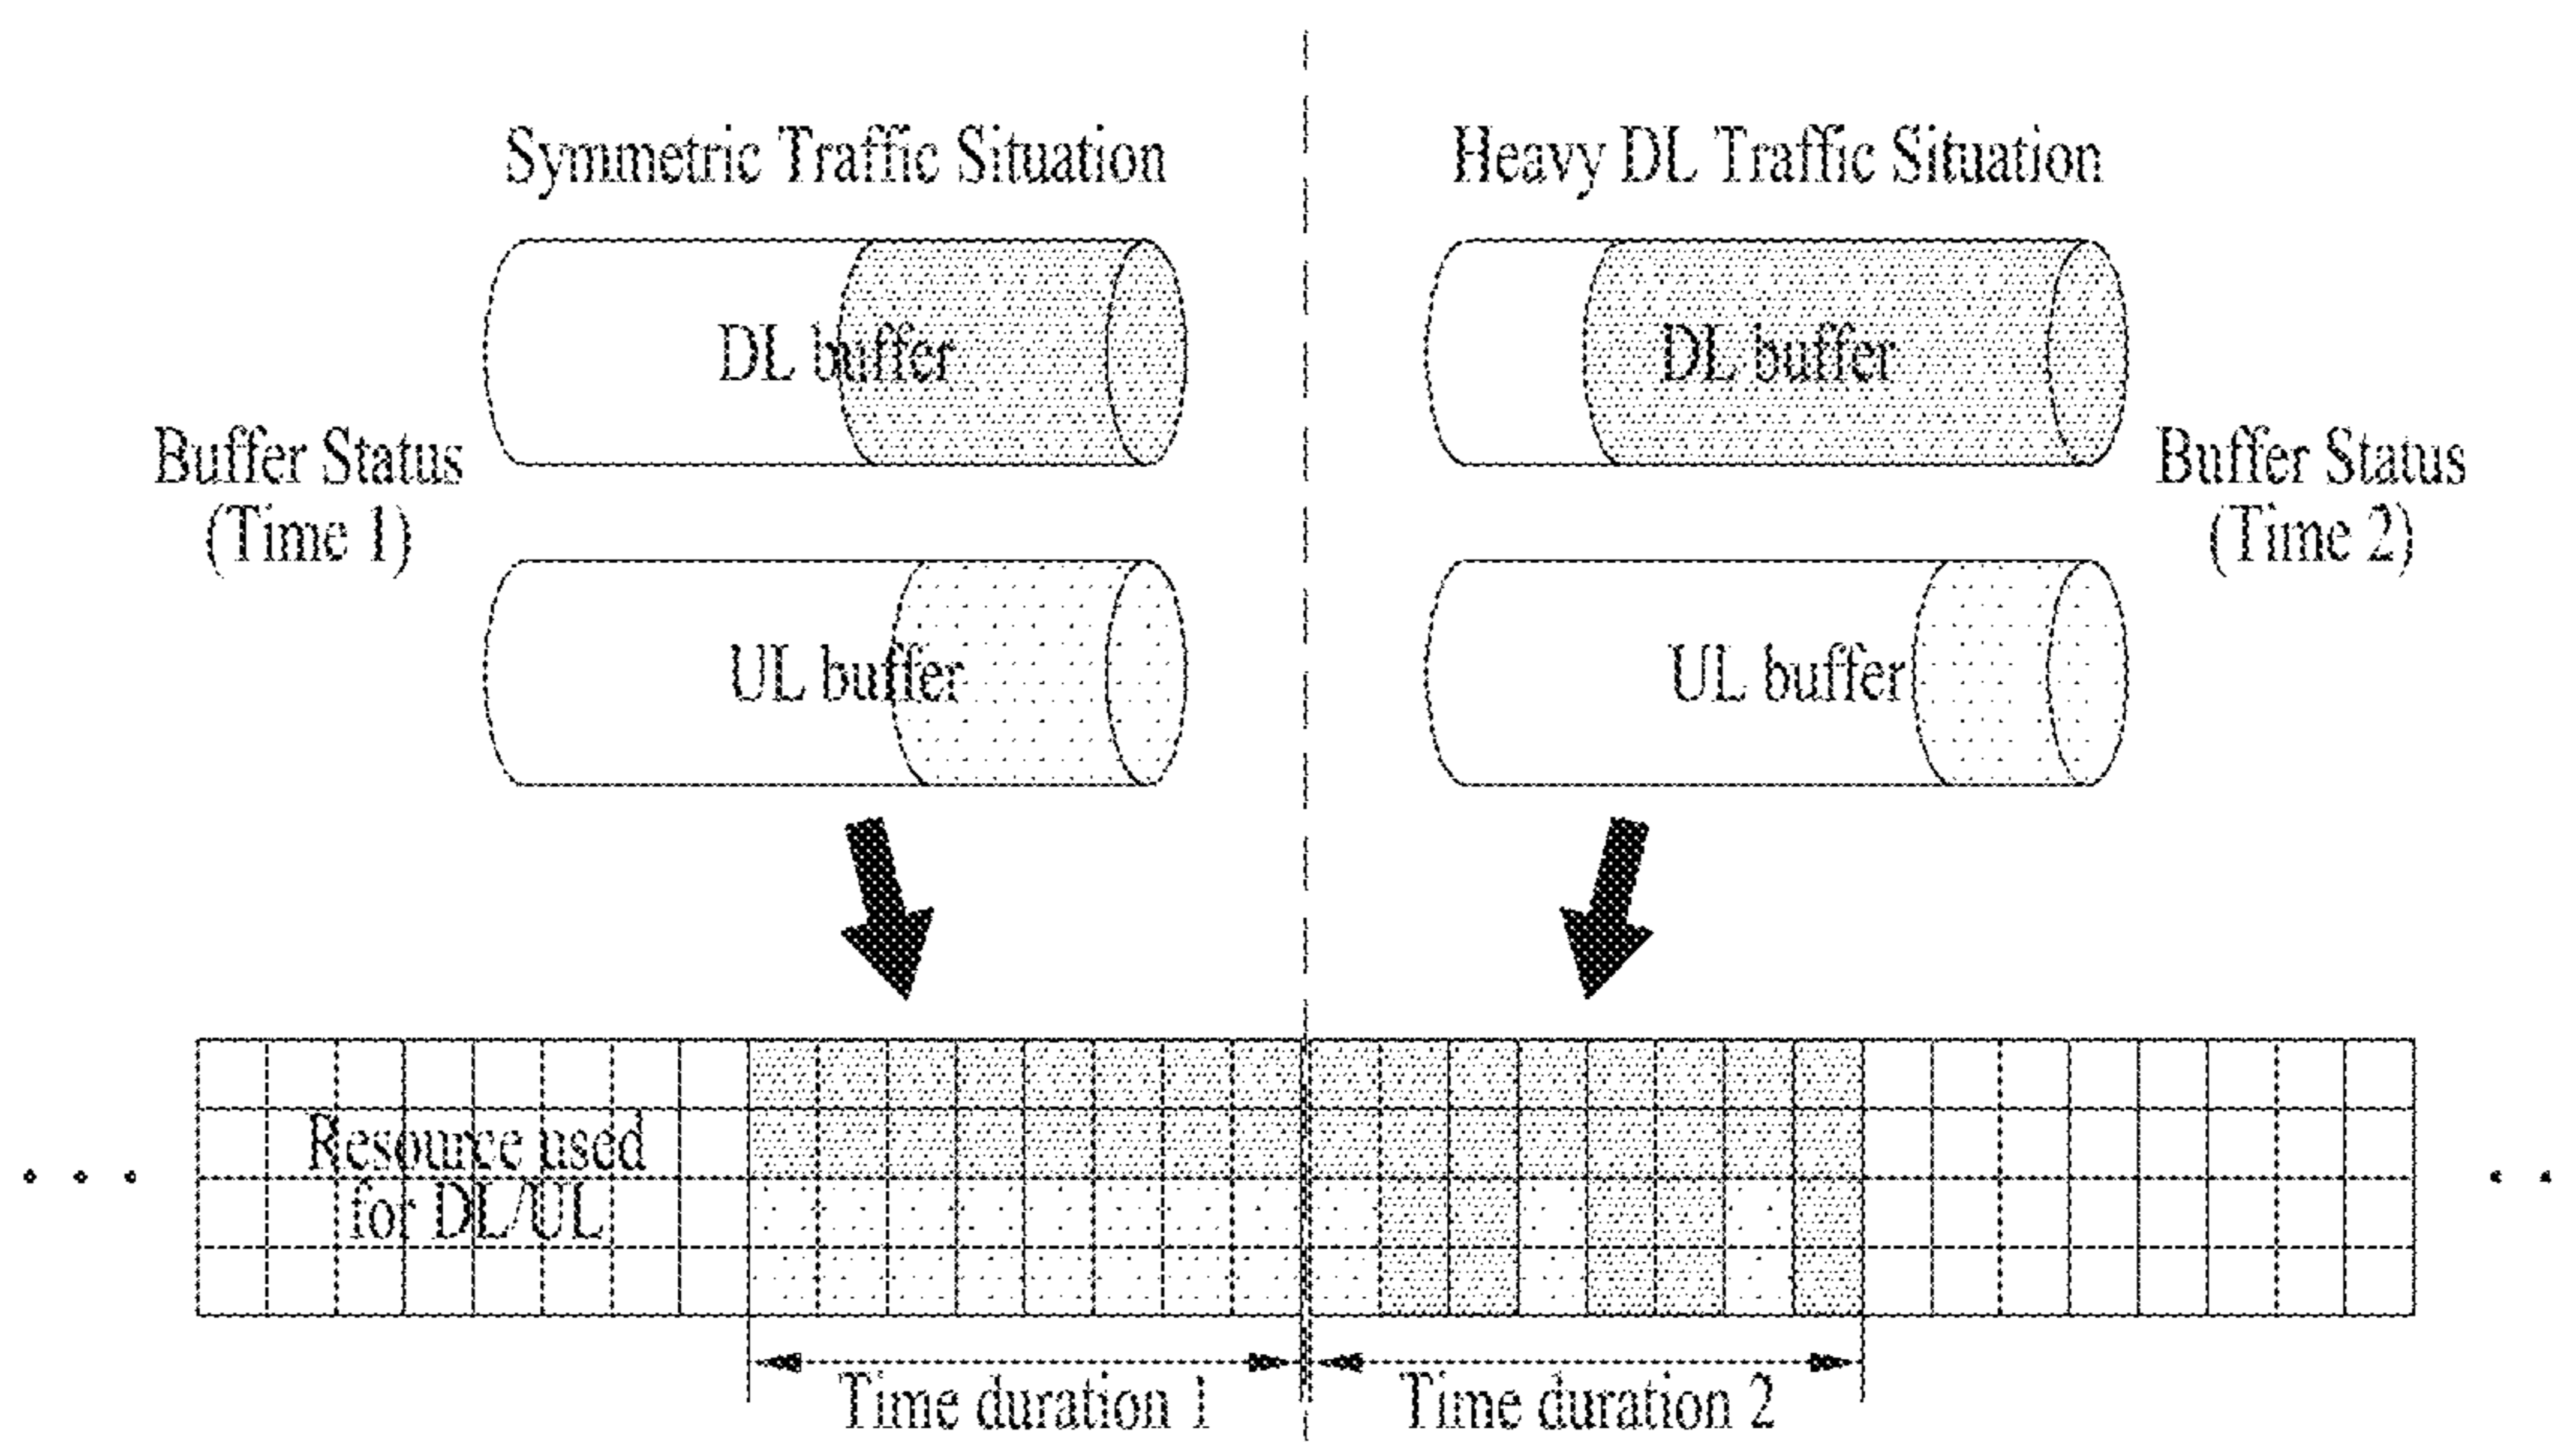 Symmetric Traffic Situation
Heavy DL Traffic Situation
DL buffer
DL buffer
Buffer Status
(Time 1)
Buffer Status
(Time 2)
UL buffer
UL buffer
Resource used
for DL/UL
Time duration 1
Time duration 2